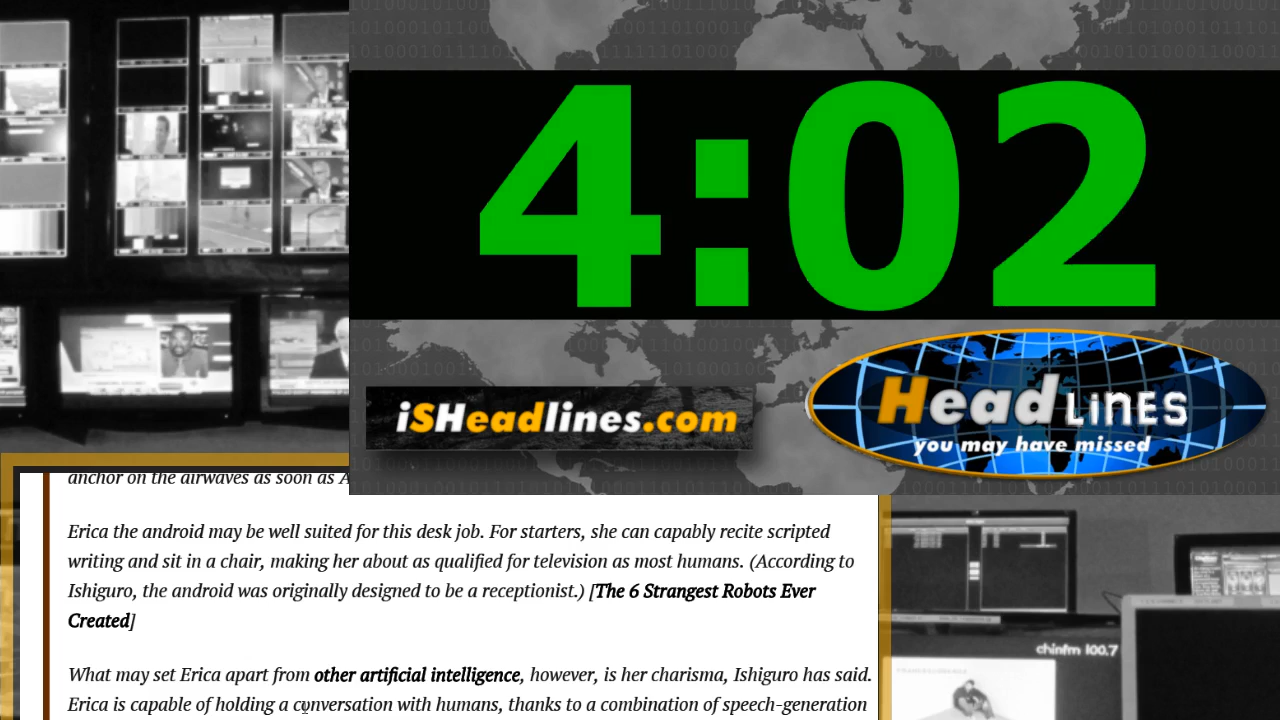 4:02
iSHeadlines.com
HeadLiNES
you may have missed
anchor on the airwaves as soon as A
Erica the android may be well suited for this desk job. For starters, she can capably recite scripted
writing and sit in a chair, making her about as qualified for television as most humans. (According to
Ishiguro, the android was originally designed to be a receptionist.) [The 6 Strangest Robots Ever
Created]
What may set Erica apart from other artificial intelligence, however, is her charisma, Ishiguro has said.
Erica is capable of holding a conversation with humans, thanks to a combination of speech-generation
chinfm 100.7